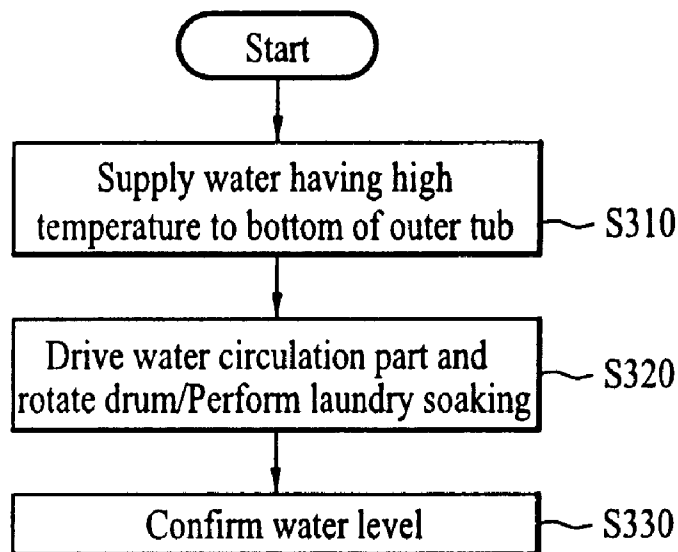 Start
Supply water having high
temperature to bottom of outer tub
S310
Drive water circulation part and
rotate drum/Perform laundry soaking
S320
Confirm water level
S330